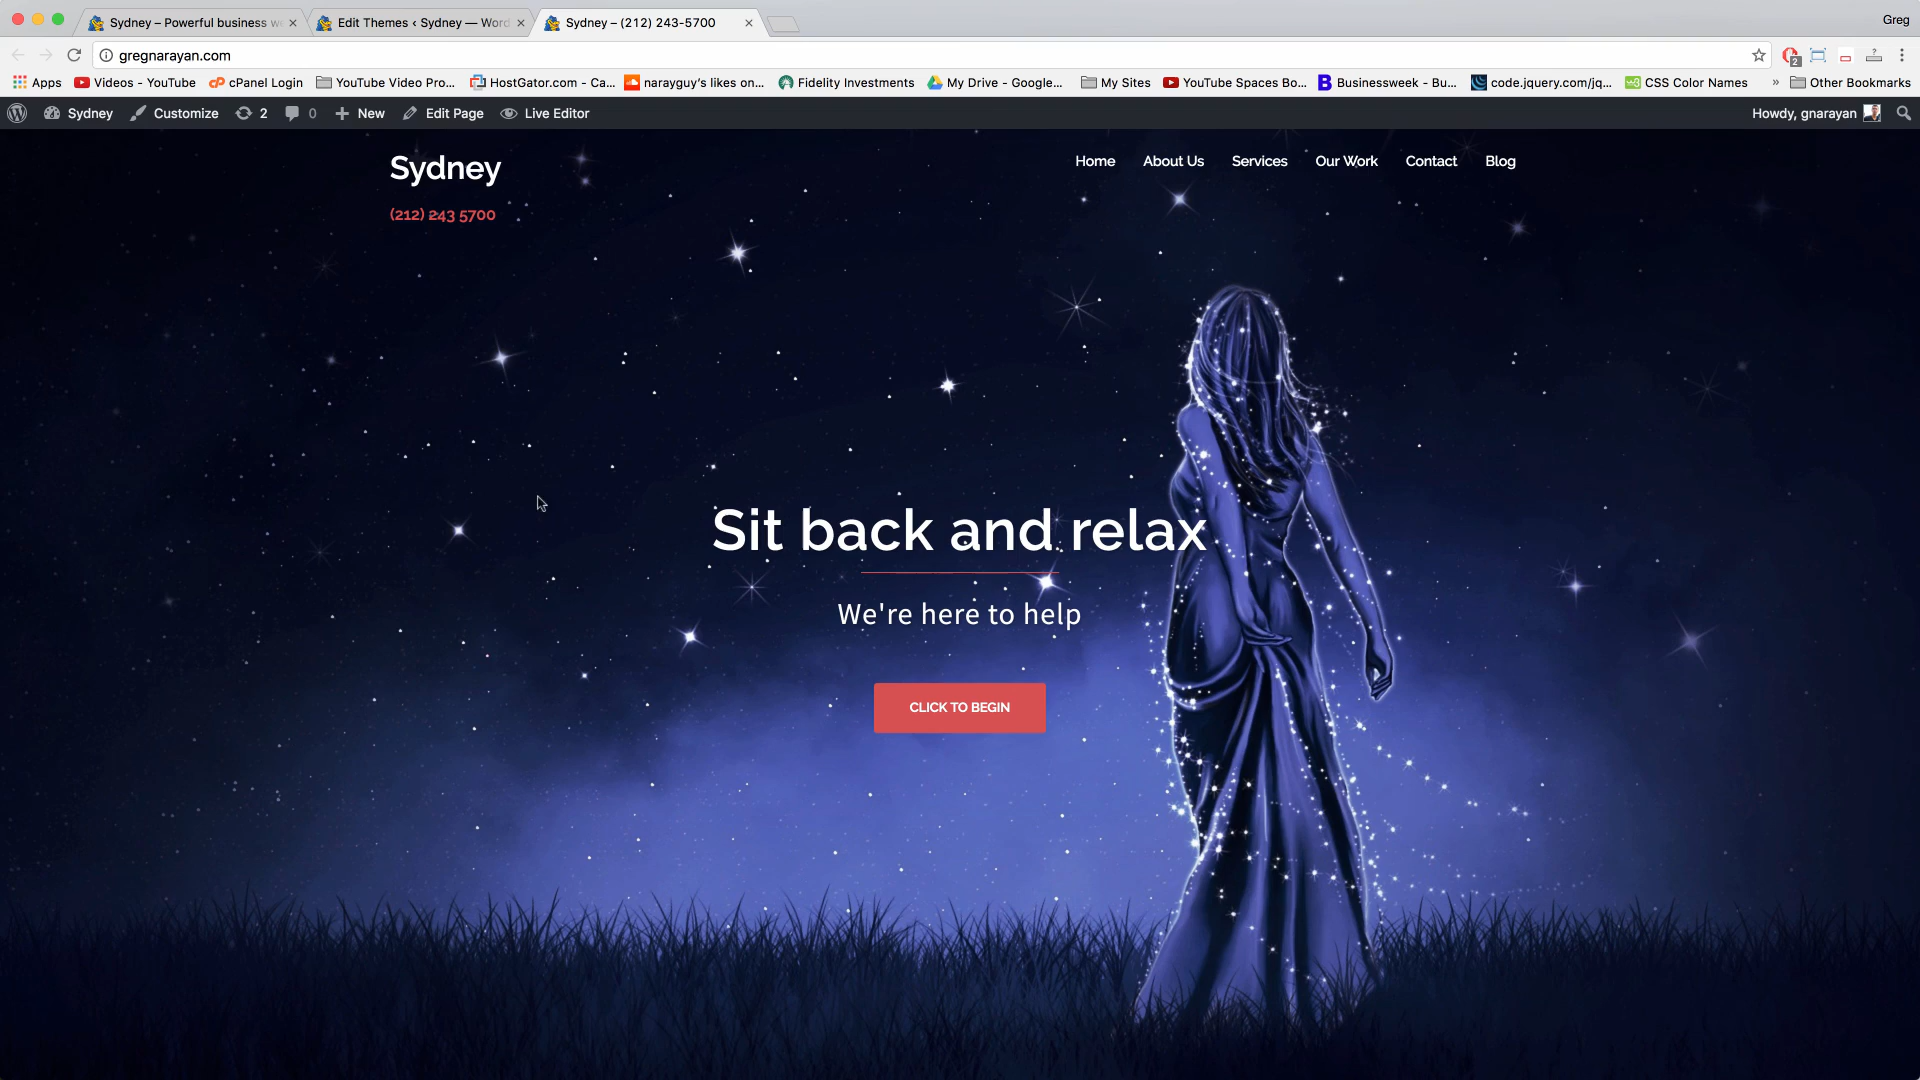 Sydney – Powerful business w
Edit Themes ‹ Sydney — Word
Sydney – (212) 243-5700
Greg
gregnarayan.com
2
Apps
Videos - YouTube
cPanel Login
YouTube Video Pro...
HostGator.com - Ca...
narayguy's likes on...
Fidelity Investments
My Drive - Google...
My Sites
YouTube Spaces Bo...
Businessweek - Bu...
code.jquery.com/jq...
CSS Color Names
»
Other Bookmarks
Sydney
Customize
2
0
New
Edit Page
Live Editor
Howdy, gnarayan
Sydney
Home
About Us
Services
Our Work
Contact
Blog
(212) 243 5700
Sit back and relax
We're here to help
CLICK TO BEGIN